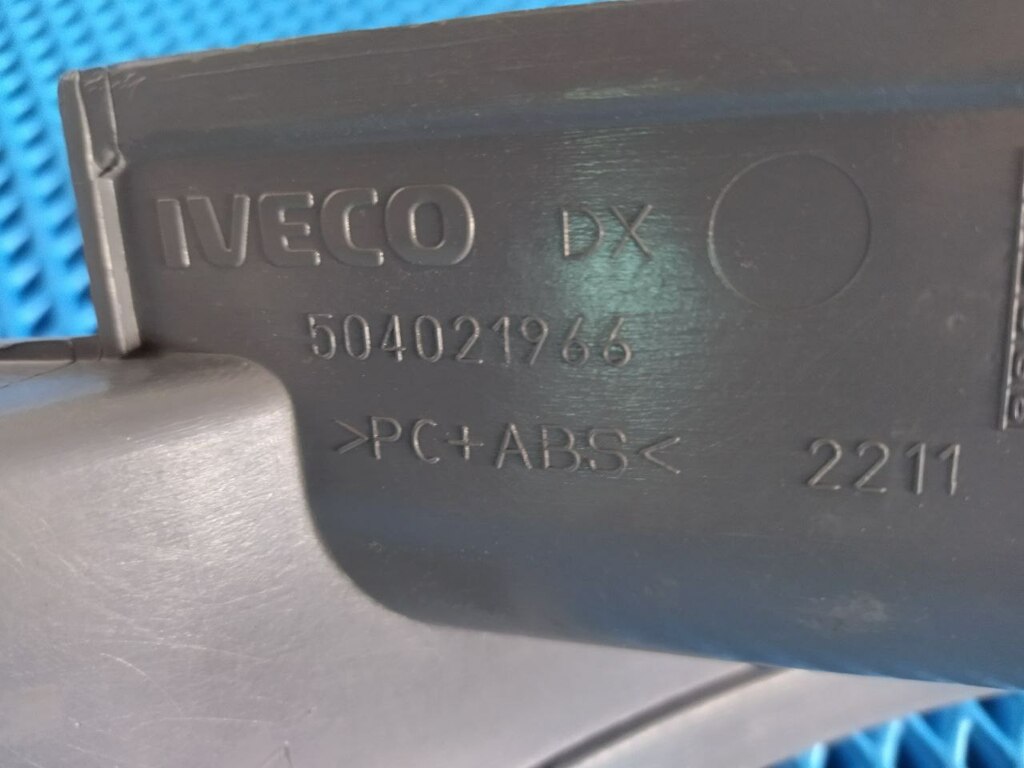 IVECO DX
504021966
>PC+ABS< 2211